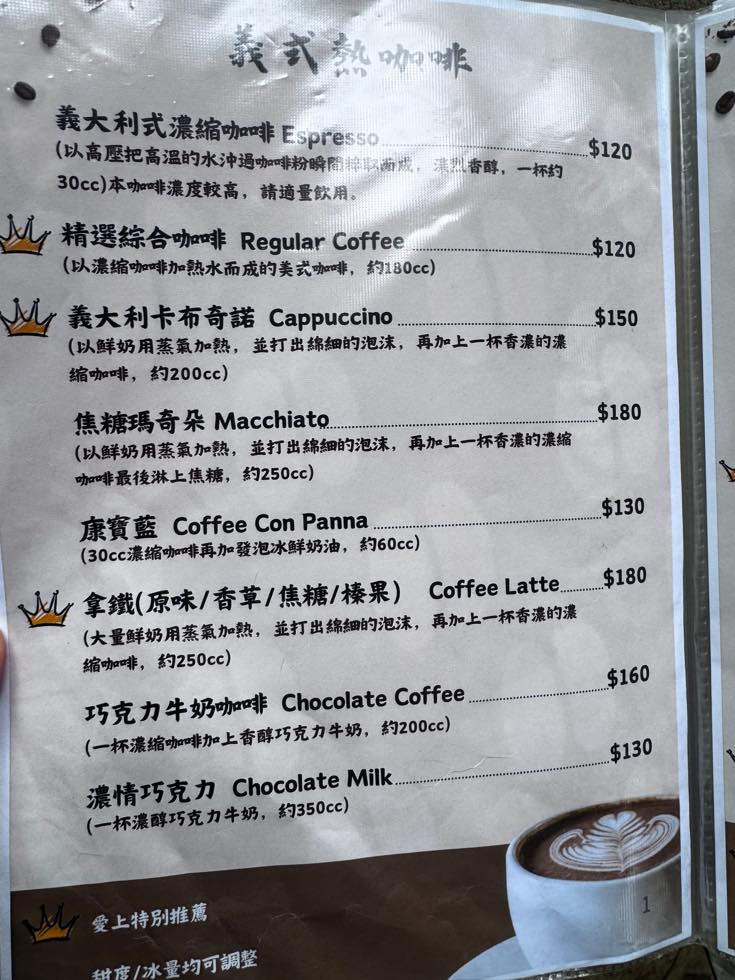 義式熱咖啡
義大利式濃縮咖啡 Espresso $120
(以高壓把高溫的水沖過咖啡粉瞬間粹取而成，濃烈香醇，一杯約
30cc)本咖啡濃度較高，請適量飲用。
精選綜合咖啡 Regular Coffee $120
(以濃縮咖啡加熱水而成的美式咖啡，約180cc)
義大利卡布奇諾 Cappuccino $150
(以鮮奶用蒸氣加熱，並打出綿細的泡沫，再加上一杯香濃的濃
縮咖啡，約200cc)
焦糖瑪奇朵 Macchiato $180
(以鮮奶用蒸氣加熱，並打出綿細的泡沫，再加上一杯香濃的濃縮
咖啡最後淋上焦糖，約250cc)
康寶藍 Coffee Con Panna $130
(30cc濃縮咖啡再加發泡冰鮮奶油，約60cc)
拿鐵(原味/香草/焦糖/榛果) Coffee Latte $180
(大量鮮奶用蒸氣加熱，並打出綿細的泡沫，再加上一杯香濃的濃
縮咖啡，約250cc)
巧克力牛奶咖啡 Chocolate Coffee $160
(一杯濃縮咖啡加上香醇巧克力牛奶，約200cc)
濃情巧克力 Chocolate Milk $130
(一杯濃醇巧克力牛奶，約350cc)
愛上特別推薦
甜度/冰量均可調整
1